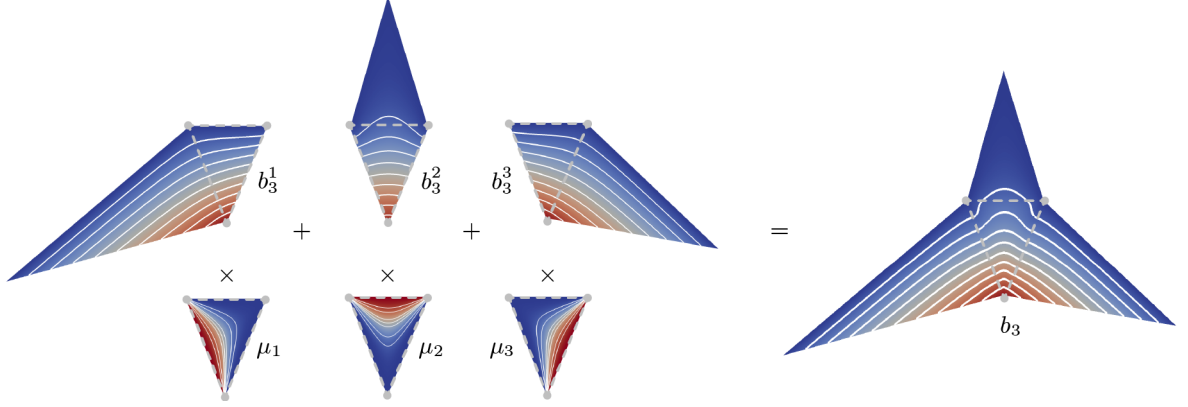 b_3^1 b_3^2 b_3^3
+ + =
× × ×
μ_1 μ_2 μ_3 b_3